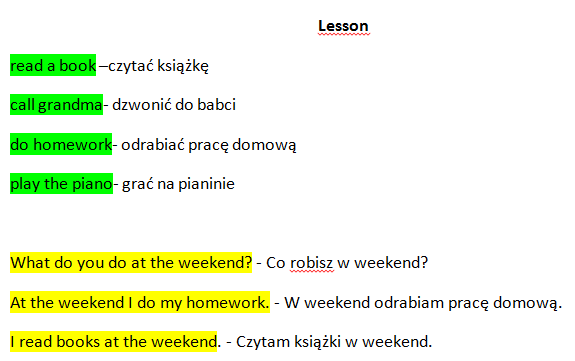 Lesson
read a book –czytać książkę
call grandma- dzwonić do babci
do homework- odrabiać pracę domową
play the piano- grać na pianinie
What do you do at the weekend? - Co robisz w weekend?
At the weekend I do my homework. - W weekend odrabiam pracę domową.
I read books at the weekend. - Czytam książki w weekend.